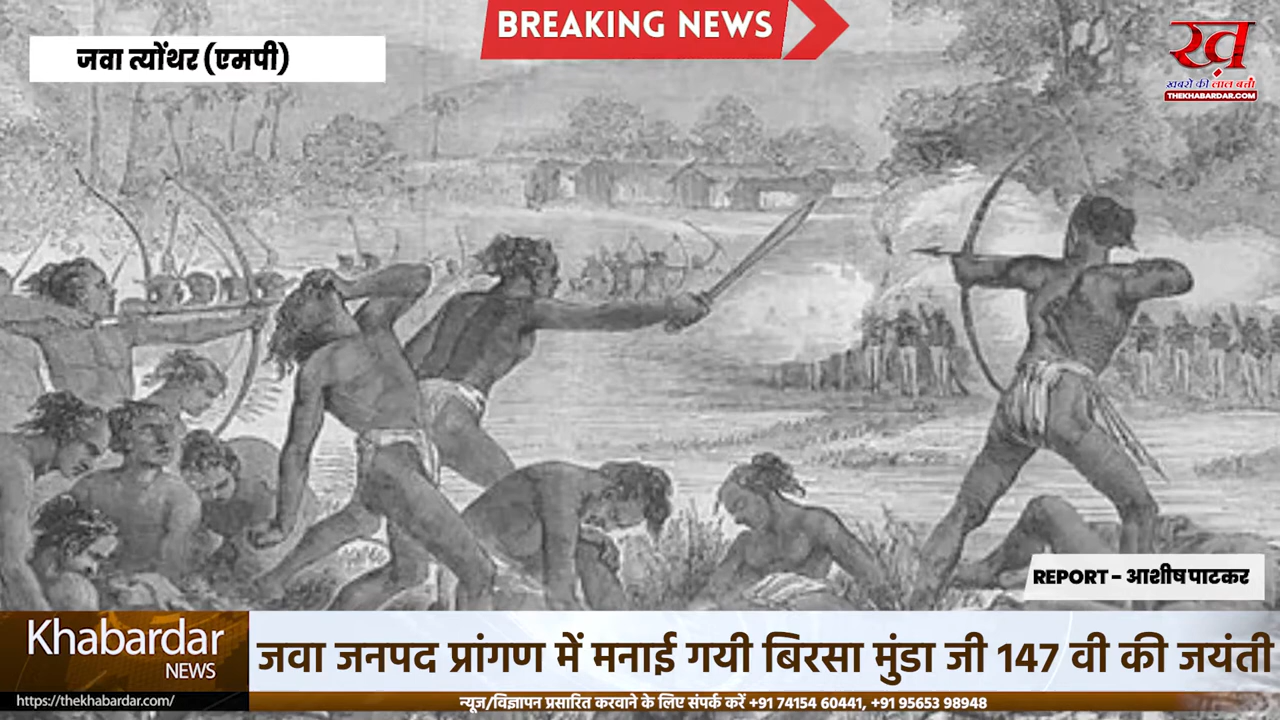 BREAKING NEWS
जवा त्योंथर (एमपी)
ख़
खबरों की लाल बत्ती
THEKHABARDAR.COM
REPORT - आशीष पाटकर
Khabardar
NEWS
जवा जनपद प्रांगण में मनाई गयी बिरसा मुंडा जी 147 वी की जयंती
https://thekhabardar.com/
न्यूज/विज्ञापन प्रसारित करवाने के लिए संपर्क करें +91 74154 60441, +91 95653 98948